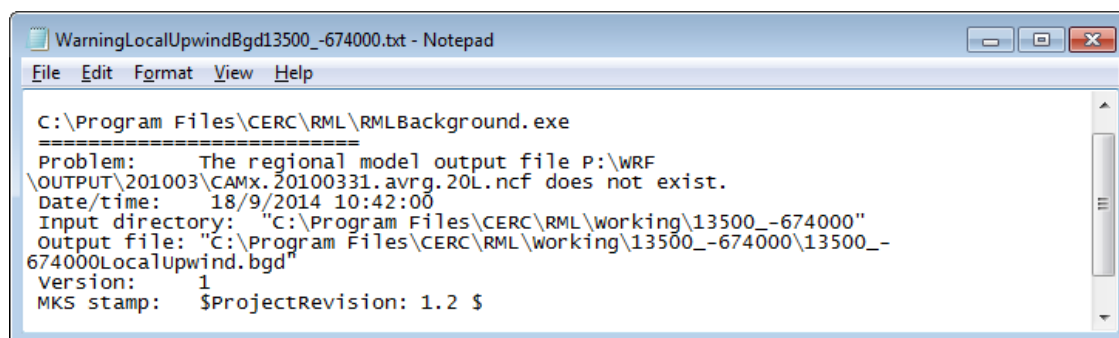 WarningLocalUpwindBgd13500_-674000.txt - Notepad
File Edit Format View Help
C:\Program Files\CERC\RML\RMLBackground.exe
==========================
Problem: The regional model output file P:\WRF
\OUTPUT\201003\CAMx.20100331.avrg.20L.ncf does not exist.
Date/time: 18/9/2014 10:42:00
Input directory: "C:\Program Files\CERC\RML\Working\13500_-674000"
Output file: "C:\Program Files\CERC\RML\Working\13500_-674000\13500_-
674000LocalUpwind.bgd"
Version: 1
MKS stamp: $ProjectRevision: 1.2 $